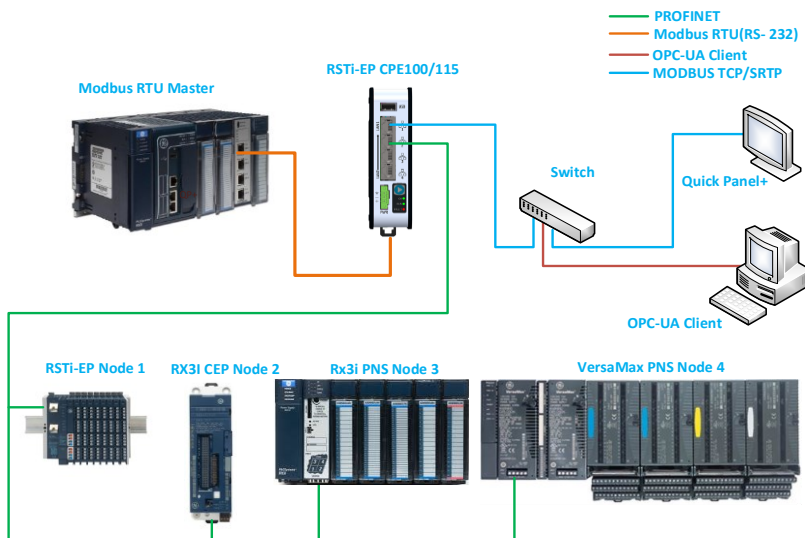 PROFINET
Modbus RTU(RS- 232)
OPC-UA Client
MODBUS TCP/SRTP
RSTi-EP CPE100/115
Modbus RTU Master
Switch
Quick Panel+
OPC-UA Client
RSTi-EP Node 1
RX3I CEP Node 2
Rx3i PNS Node 3
VersaMax PNS Node 4